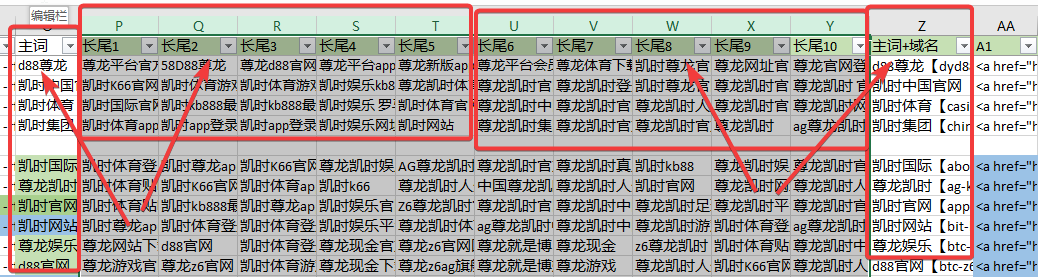 编辑栏
P Q R S T U V W X Y Z AA
主词 长尾1 长尾2 长尾3 长尾4 长尾5 长尾6 长尾7 长尾8 长尾9 长尾10 主词+域名 A1
d88尊龙 尊龙平台官 58D88尊龙 尊龙d88官网 尊龙平台app 尊龙新版app 尊龙平台会 尊龙体育下 凯时尊龙官 尊龙网址官 尊龙官网登 d88尊龙【dyd88 <a href="h
凯时中国官 凯时K66官网 凯时体育游戏 凯时体育游 凯时娱乐kb8 凯时体育 尊龙凯时官 尊龙凯时登 尊龙凯时官 尊龙凯时官 尊龙凯时 凯时中国官网 <a href="h
凯时体育 凯时国际官 凯时kb888最 凯时kb888最 凯时娱乐 罗 凯时体育官 尊龙凯时中 尊龙凯时官 尊龙凯时人 尊龙凯时官 尊龙凯时网 凯时体育【casi <a href="h
凯时集团 凯时体育app 凯时app登录 凯时app登录 凯时娱乐网 凯时网站 尊龙凯时集 尊龙凯时官 尊龙凯时 尊龙凯时 ag尊龙凯时 凯时集团【chin <a href="h
凯时国际 凯时体育登 凯时尊龙ap 凯时K66官网 尊龙凯时娱 AG尊龙凯时 尊龙凯时官 尊龙凯时真 凯时kb88 尊龙凯时娱 尊龙凯时官 凯时国际【abo <a href="h
尊龙凯时 凯时体育贴 凯时K66官网 凯时体育ap 凯时k66 尊龙凯时人 中国尊龙凯 尊龙凯时官 凯时官网 尊龙凯时网 尊龙凯时人 尊龙凯时【ag-k <a href="h
凯时官网 凯时体育贴 凯时kb888最 凯时体育ap 凯时娱乐官 Z6尊龙凯时 尊龙凯时体 尊龙凯时中 尊龙凯时足 尊龙凯时平 尊龙凯时官 凯时官网【app <a href="h
凯时网站 凯时尊龙ap 凯时体育登 凯时体育登 凯时娱乐平 尊龙凯时官 ag尊龙凯时 尊龙凯时中 尊龙凯时游 凯时体育登 尊龙凯时官 凯时网站【bit- <a href="h
尊龙娱乐 尊龙网站下 d88官网 凯时体育登 尊龙现金官 尊龙z6官网 尊龙就是博 尊龙现金 z6尊龙凯时 凯时体育贴 尊龙凯时中 尊龙娱乐【btc- <a href="h
d88官网 尊龙游戏官 尊龙z6官网 凯时体育游 尊龙现金下 尊龙z6ag旗 尊龙就是博 尊龙游戏 尊龙凯时 凯时K66官网 尊龙凯时官 d88官网【btc-z6 <a href="h